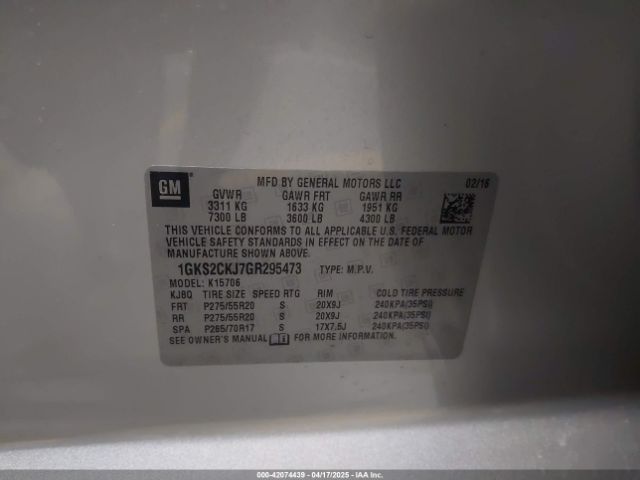 GM
MFD BY GENERAL MOTORS LLC 02/16
GVWR GAWR FRT GAWR RR
3311 KG 1633 KG 1951 KG
7300 LB 3600 LB 4300 LB
THIS VEHICLE CONFORMS TO ALL APPLICABLE U.S. FEDERAL MOTOR
VEHICLE SAFETY STANDARDS IN EFFECT ON THE DATE OF
MANUFACTURE SHOWN ABOVE.
1GKS2CKJ7GR295473 TYPE: M.P.V.
MODEL: K15706
KJBQ TIRE SIZE SPEED RTG RIM COLD TIRE PRESSURE
FRT P275/55R20 S 20X9J 240KPA(35PSI)
RR P275/55R20 S 20X9J 240KPA(35PSI)
SPA P265/70R17 S 17X7.5J 240KPA(35PSI)
SEE OWNER'S MANUAL FOR MORE INFORMATION.
000-42074439 - 04/17/2025 - IAA Inc.